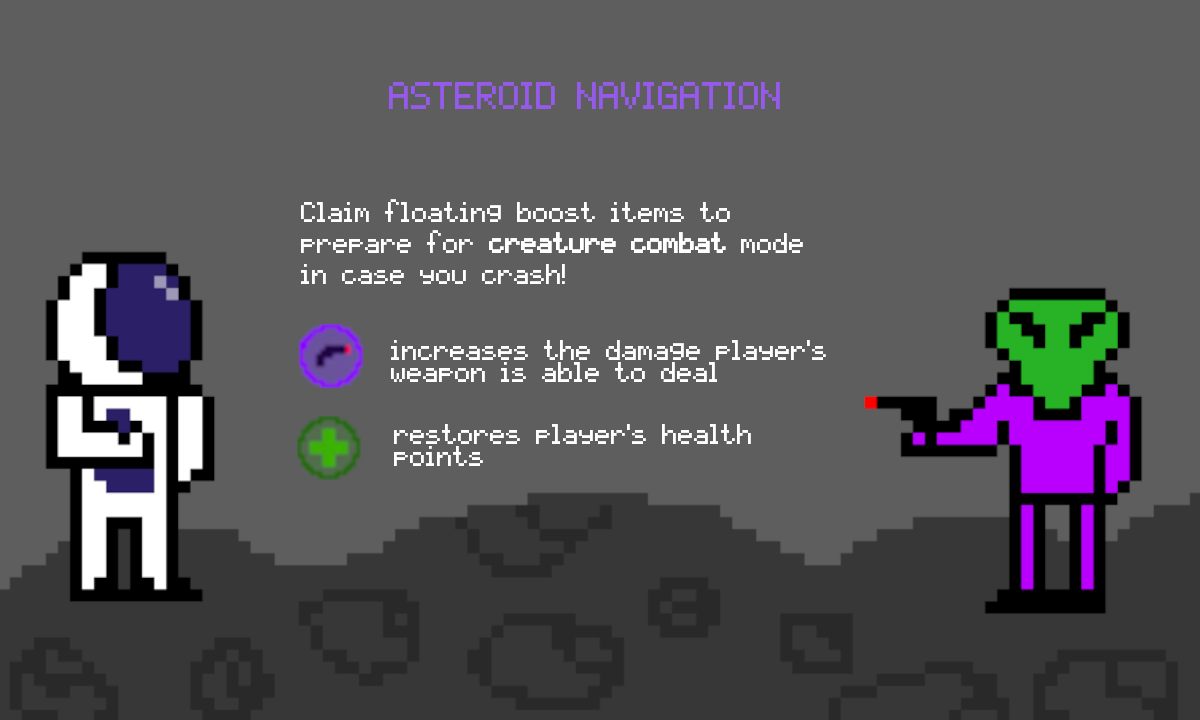 ASTEROID NAVIGATION
Claim floating boost items to
prepare for creature combat mode
in case you crash!
increases the damage player's
weapon is able to deal
restores player's health
points